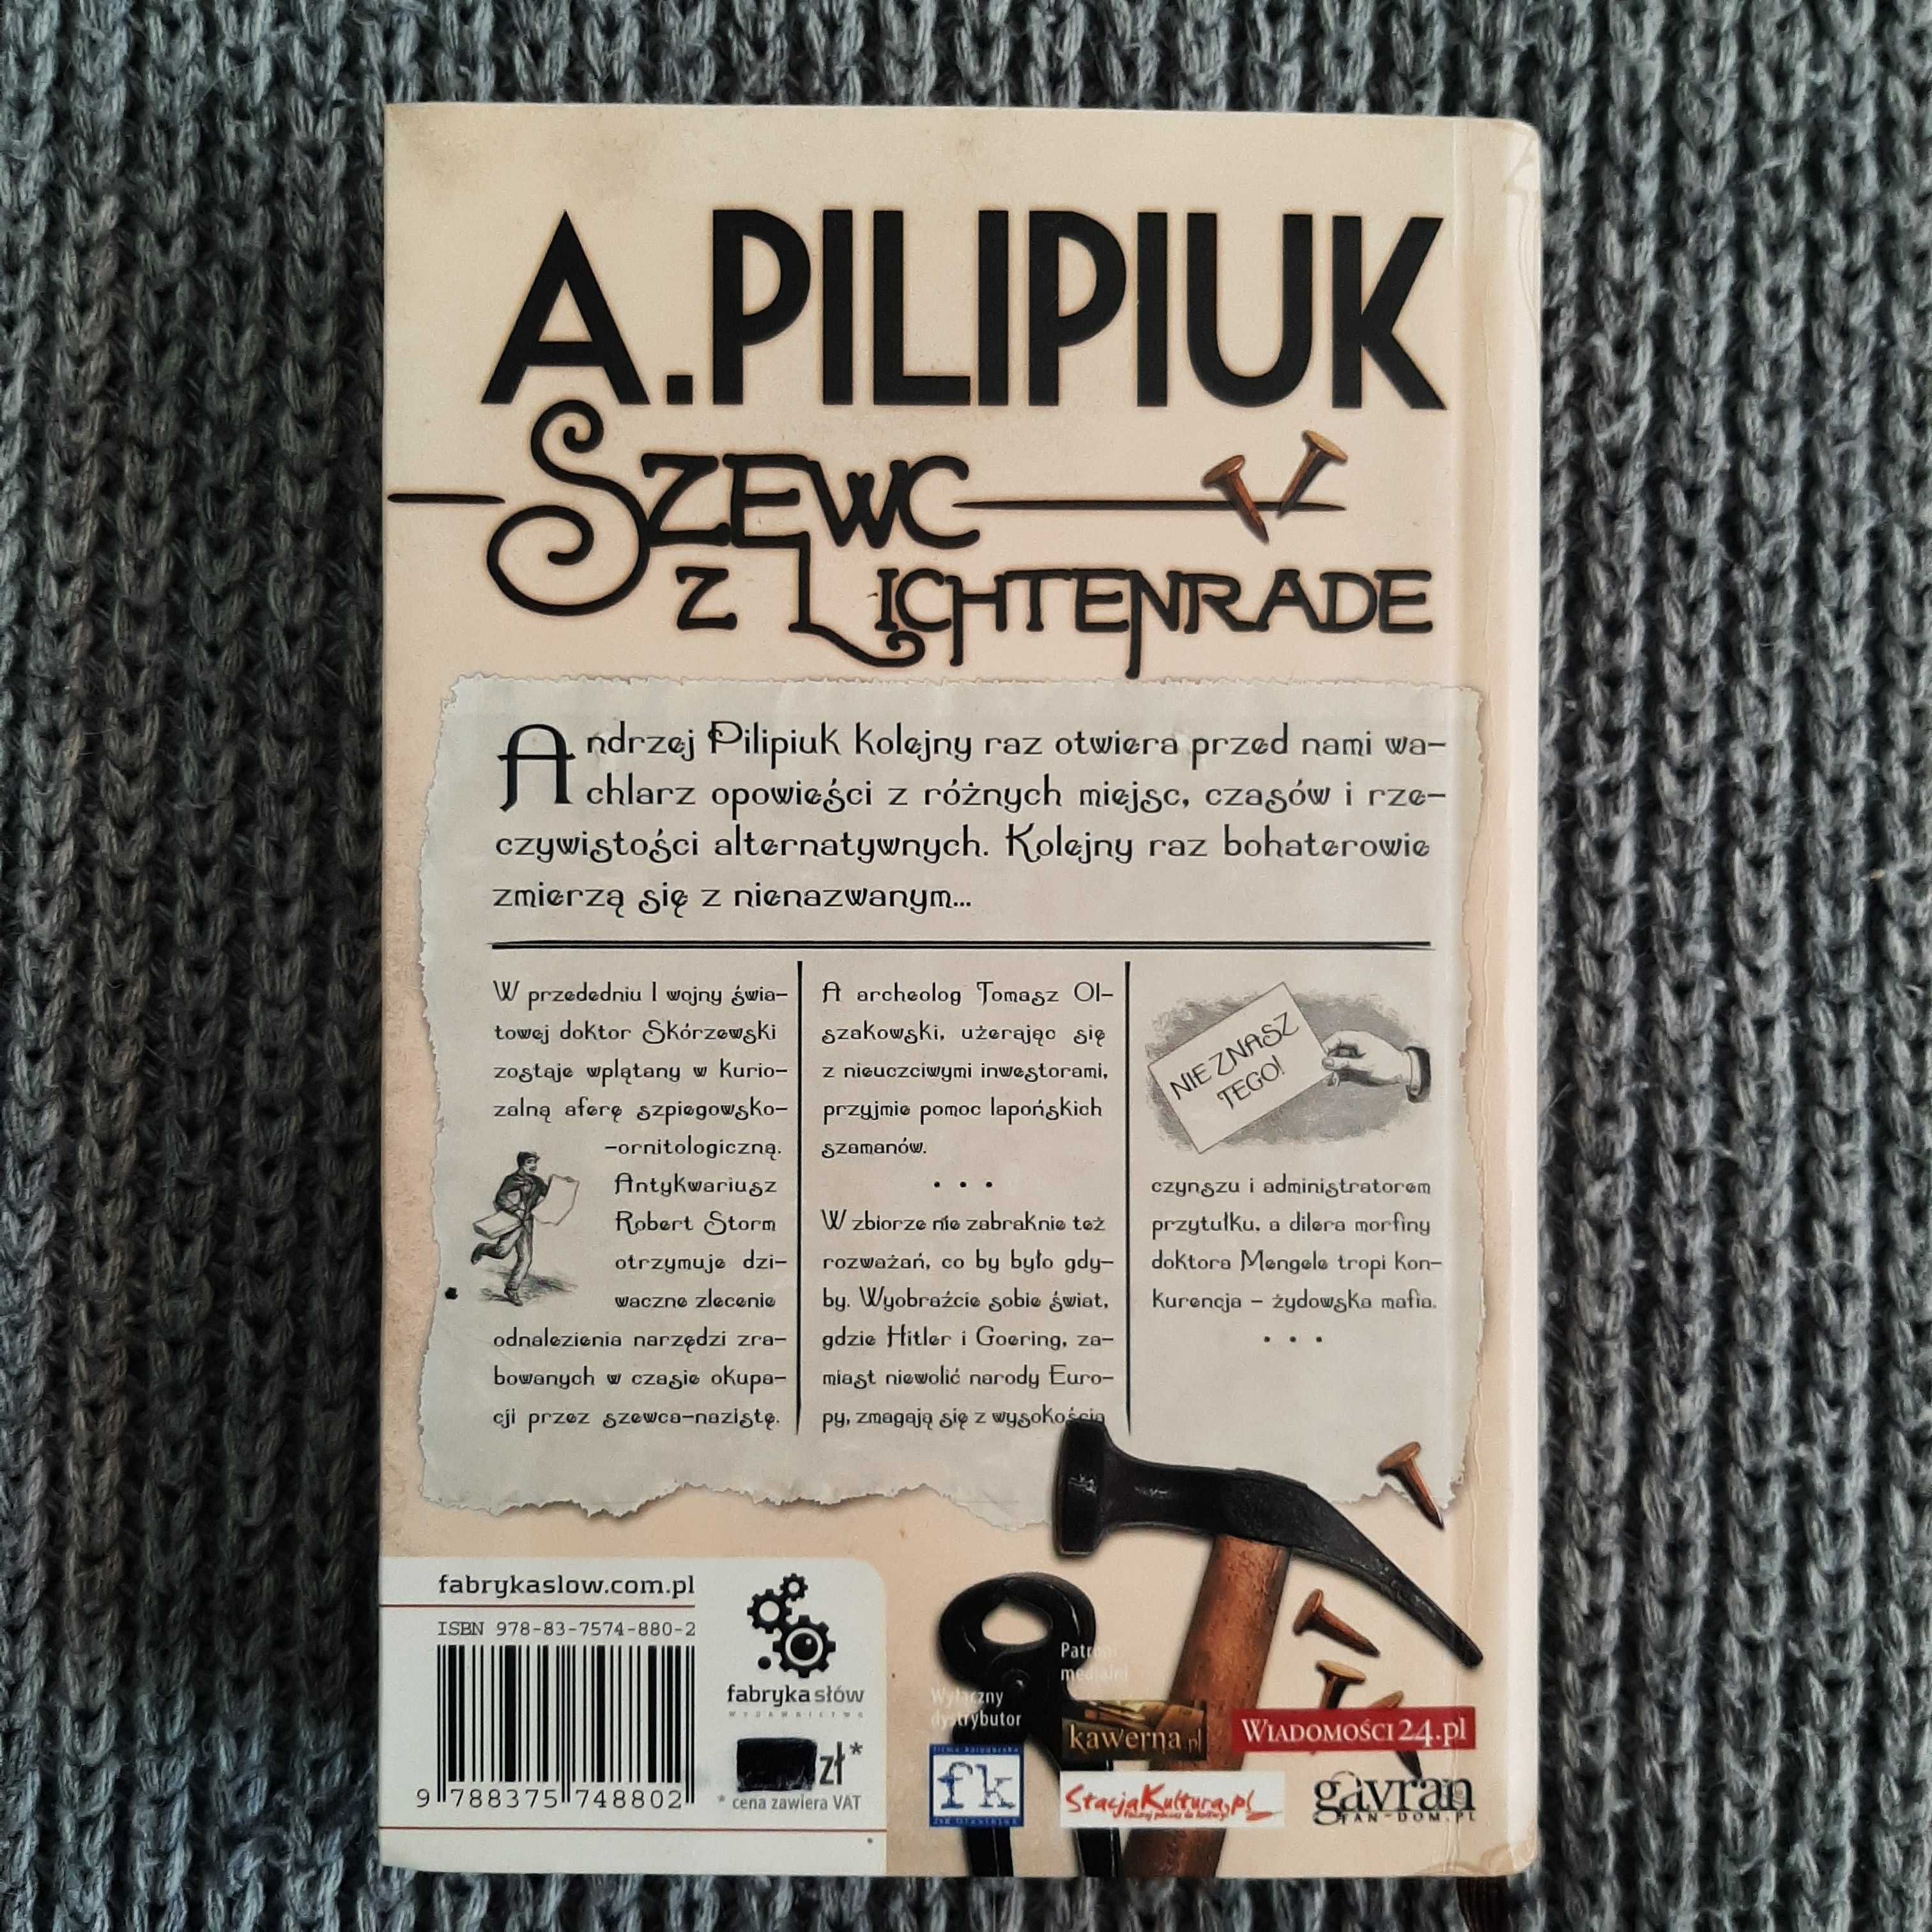 A.PILIPIUK
SZEWC
Z LICHTENRADE
Andrzej Pilipiuk kolejny raz otwiera przed nami wa-
chlarz opowieści z różnych miejsc, czasów i rze-
czywistości alternatywnych. Kolejny raz bohaterowie
zmierzą się z nienazwanym...
W przededniu I wojny świa-
towej doktor Skórzewski
zostaje wplątany w kurio-
zalną aferę szpiegowsko-
-ornitologiczną.
Antykwariusz
Robert Storm
otrzymuje dzi-
waczne zlecenie
odnalezienia narzędzi zra-
bowanych w czasie okupa-
cji przez szewca-nazistę.
A archeolog Tomasz Ol-
szakowski, użerając się
z nieuczciwymi inwestorami,
przyjmie pomoc lapońskich
szamanów.
• • •
W zbiorze nie zabraknie też
rozważań, co by było gdy-
by. Wyobraźcie sobie świat,
gdzie Hitler i Goering, za-
miast niewolić narody Euro-
py, zmagają się z wysokością
NIE ZNASZ
TEGO!
czynszu i administratorem
przytułku, a dilera morfiny
doktora Mengele tropi kon-
kurencja – żydowska mafia.
• • •
fabrykaslow.com.pl
ISBN 978-83-7574-880-2
9 788375 748802
fabryka słów
WYDAWNICTWO
zł*
* cena zawiera VAT
Wyłączny
dystrybutor
firma księgarska
fk
Patroni
medialni
kawerna.pl
WIADOMOŚCI24.pl
StacjaKultura.pl
gavran
FAN-DOM.PL